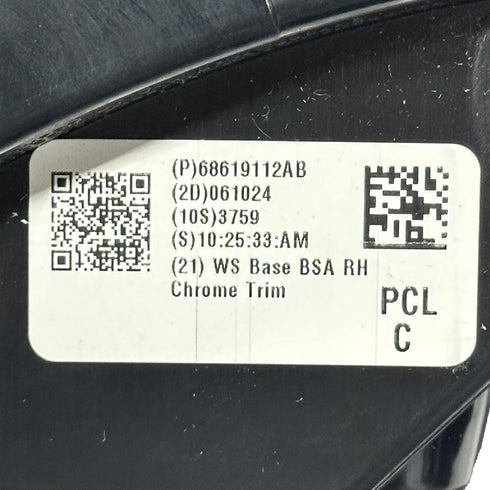 (P)68619112AB
(2D)061024
(10S)3759
(S)10:25:33:AM
(21) WS Base BSA RH
Chrome Trim
PCL
C